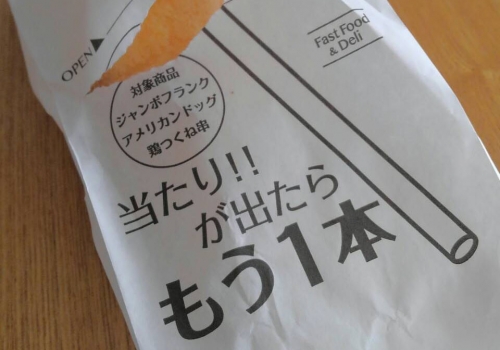 OPEN
Fast Food
& Deli
対象商品
ジャンボフランク
アメリカンドッグ
鶏つくね串
当たり!!
が出たら
もう1本